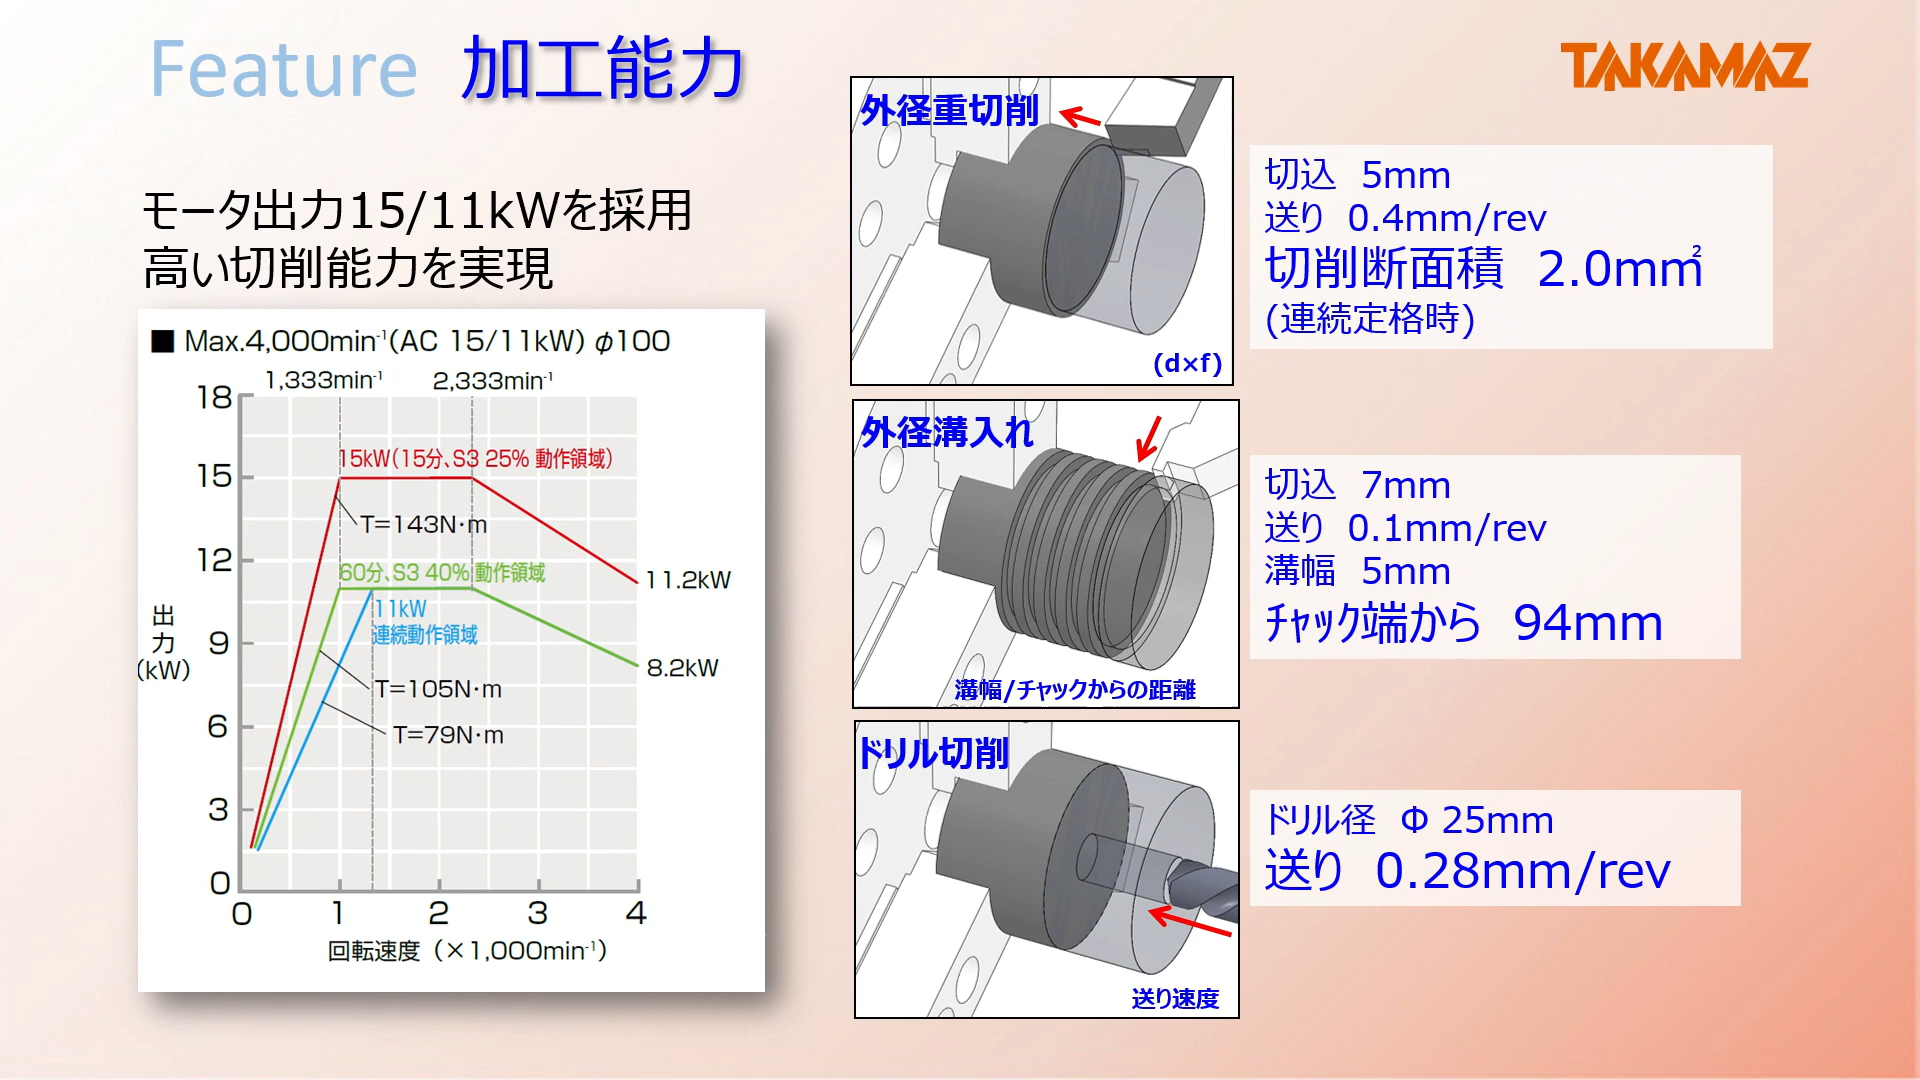 Feature 加工能力
TAKAMAZ
モータ出力15/11kWを採用
高い切削能力を実現
■ Max.4,000min⁻¹(AC 15/11kW) φ100
1,333min⁻¹ 2,333min⁻¹
18
15
12
9
6
3
0
出力(kW)
15kW(15分、S3 25% 動作領域)
T=143N·m
60分、S3 40% 動作領域
11kW
連続動作領域
T=105N·m
T=79N·m
11.2kW
8.2kW
0 1 2 3 4
回転速度(×1,000min⁻¹)
外径重切削
(d×f)
切込 5mm
送り 0.4mm/rev
切削断面積 2.0m㎡
(連続定格時)
外径溝入れ
溝幅/チャックからの距離
切込 7mm
送り 0.1mm/rev
溝幅 5mm
ﾁｬｯｸ端から 94mm
ドリル切削
送り速度
ﾄﾞﾘﾙ径 Φ 25mm
送り 0.28mm/rev